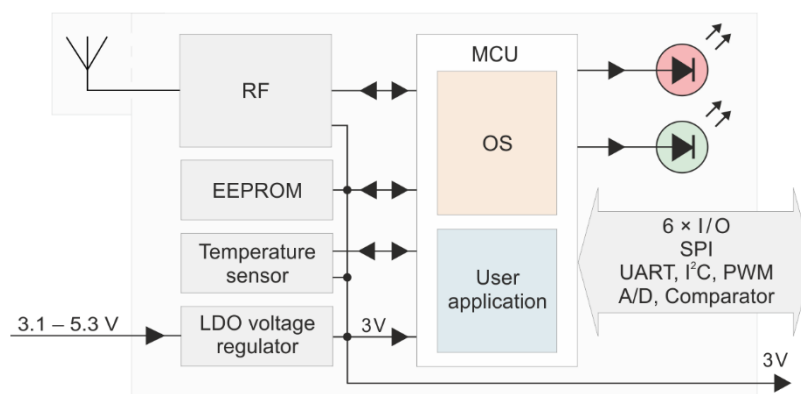 RF
MCU
OS
EEPROM
Temperature
sensor
User
application
6 × I/O
SPI
UART, I²C, PWM
A/D, Comparator
3.1 – 5.3 V
LDO voltage
regulator
3V
3V